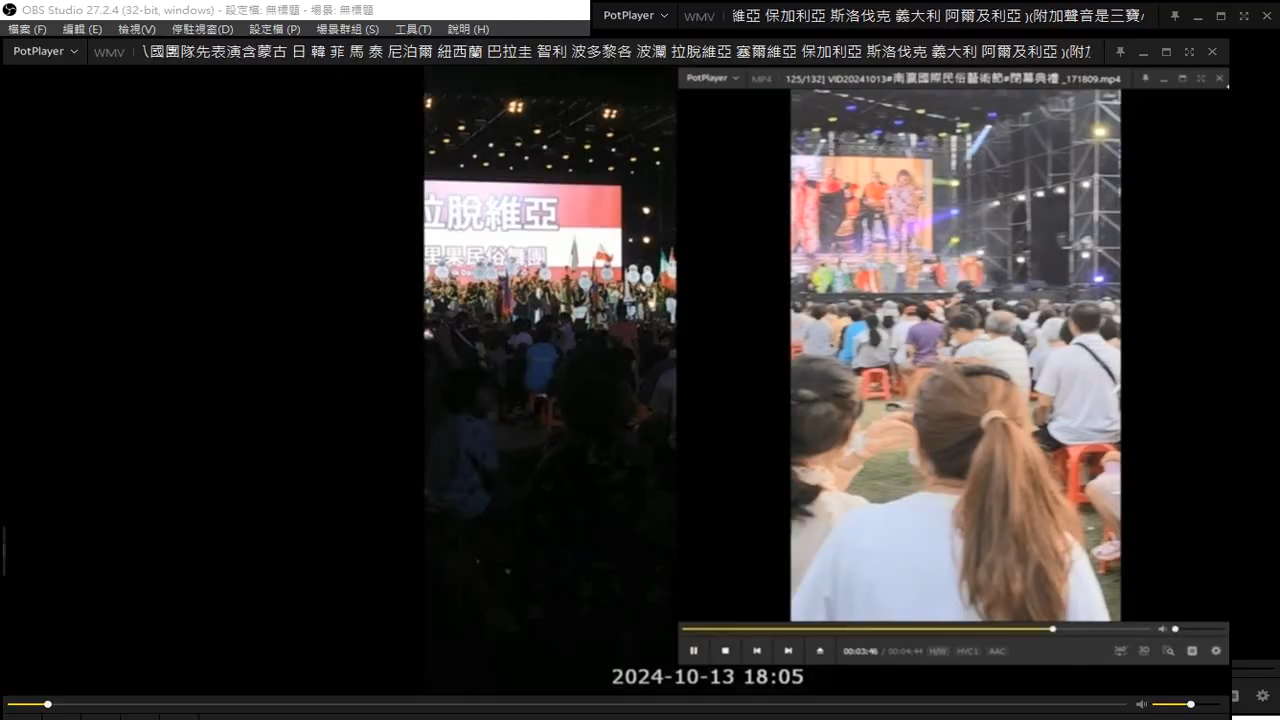 OBS Studio 27.2.4 (32-bit, windows) - 設定檔: 無標題 - 場景: 無標題
檔案 (F) 編輯 (E) 檢視(V) 停駐視窗(D) 設定檔 (P) 場景群組 (S) 工具(T) 說明 (H)
PotPlayer WMV 維亞 保加利亞 斯洛伐克 義大利 阿爾及利亞 )(附加聲音是三寶
PotPlayer WMV 國團隊先表演含蒙古 日 韓 菲 馬 泰 尼泊爾 紐西蘭 巴拉圭 智利 波多黎各 波瀾 拉脫維亞 塞爾維亞 保加利亞 斯洛伐克 義大利 阿爾及利亞 )(附加
PotPlayer MP4 125/132] VID20241013#南瀛國際民俗藝術節#閉幕典禮 _171809.mp4
拉脫維亞
里果民俗舞團
00:03:46 / 00:04:44 H/W HVC1 AAC
3D
2024-10-13 18:05